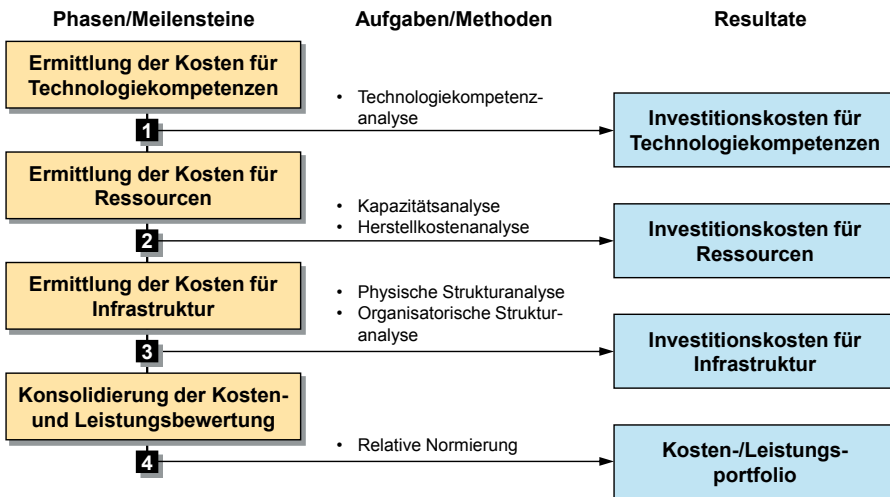 Phasen/Meilensteine
Aufgaben/Methoden
Resultate
Ermittlung der Kosten für
Technologiekompetenzen
• Technologiekompetenz-
analyse
1
Investitionskosten für
Technologiekompetenzen
Ermittlung der Kosten für
Ressourcen
• Kapazitätsanalyse
• Herstellkostenanalyse
2
Investitionskosten für
Ressourcen
Ermittlung der Kosten für
Infrastruktur
• Physische Strukturanalyse
• Organisatorische Struktur-
analyse
3
Investitionskosten für
Infrastruktur
Konsolidierung der Kosten-
und Leistungsbewertung
• Relative Normierung
4
Kosten-/Leistungs-
portfolio